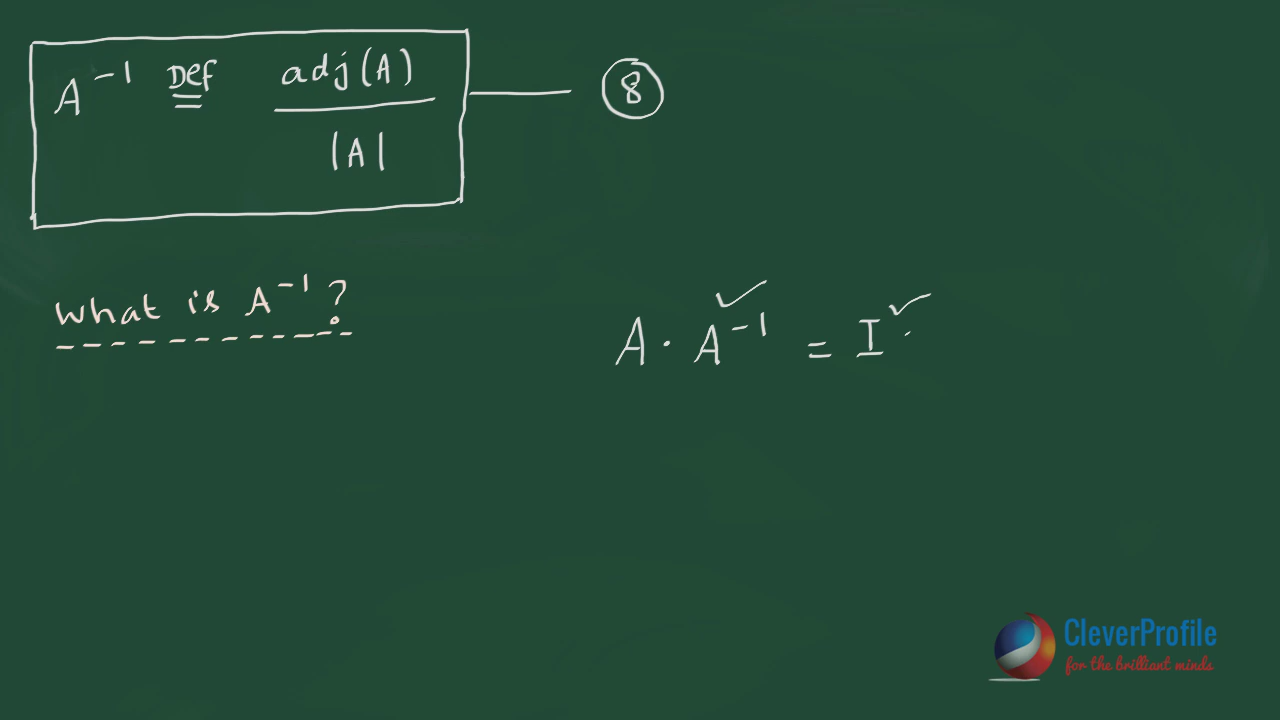 A⁻¹ Def = adj(A) / |A| ⑧
What is A⁻¹?
A · A⁻¹ = I
CleverProfile
for the brilliant minds